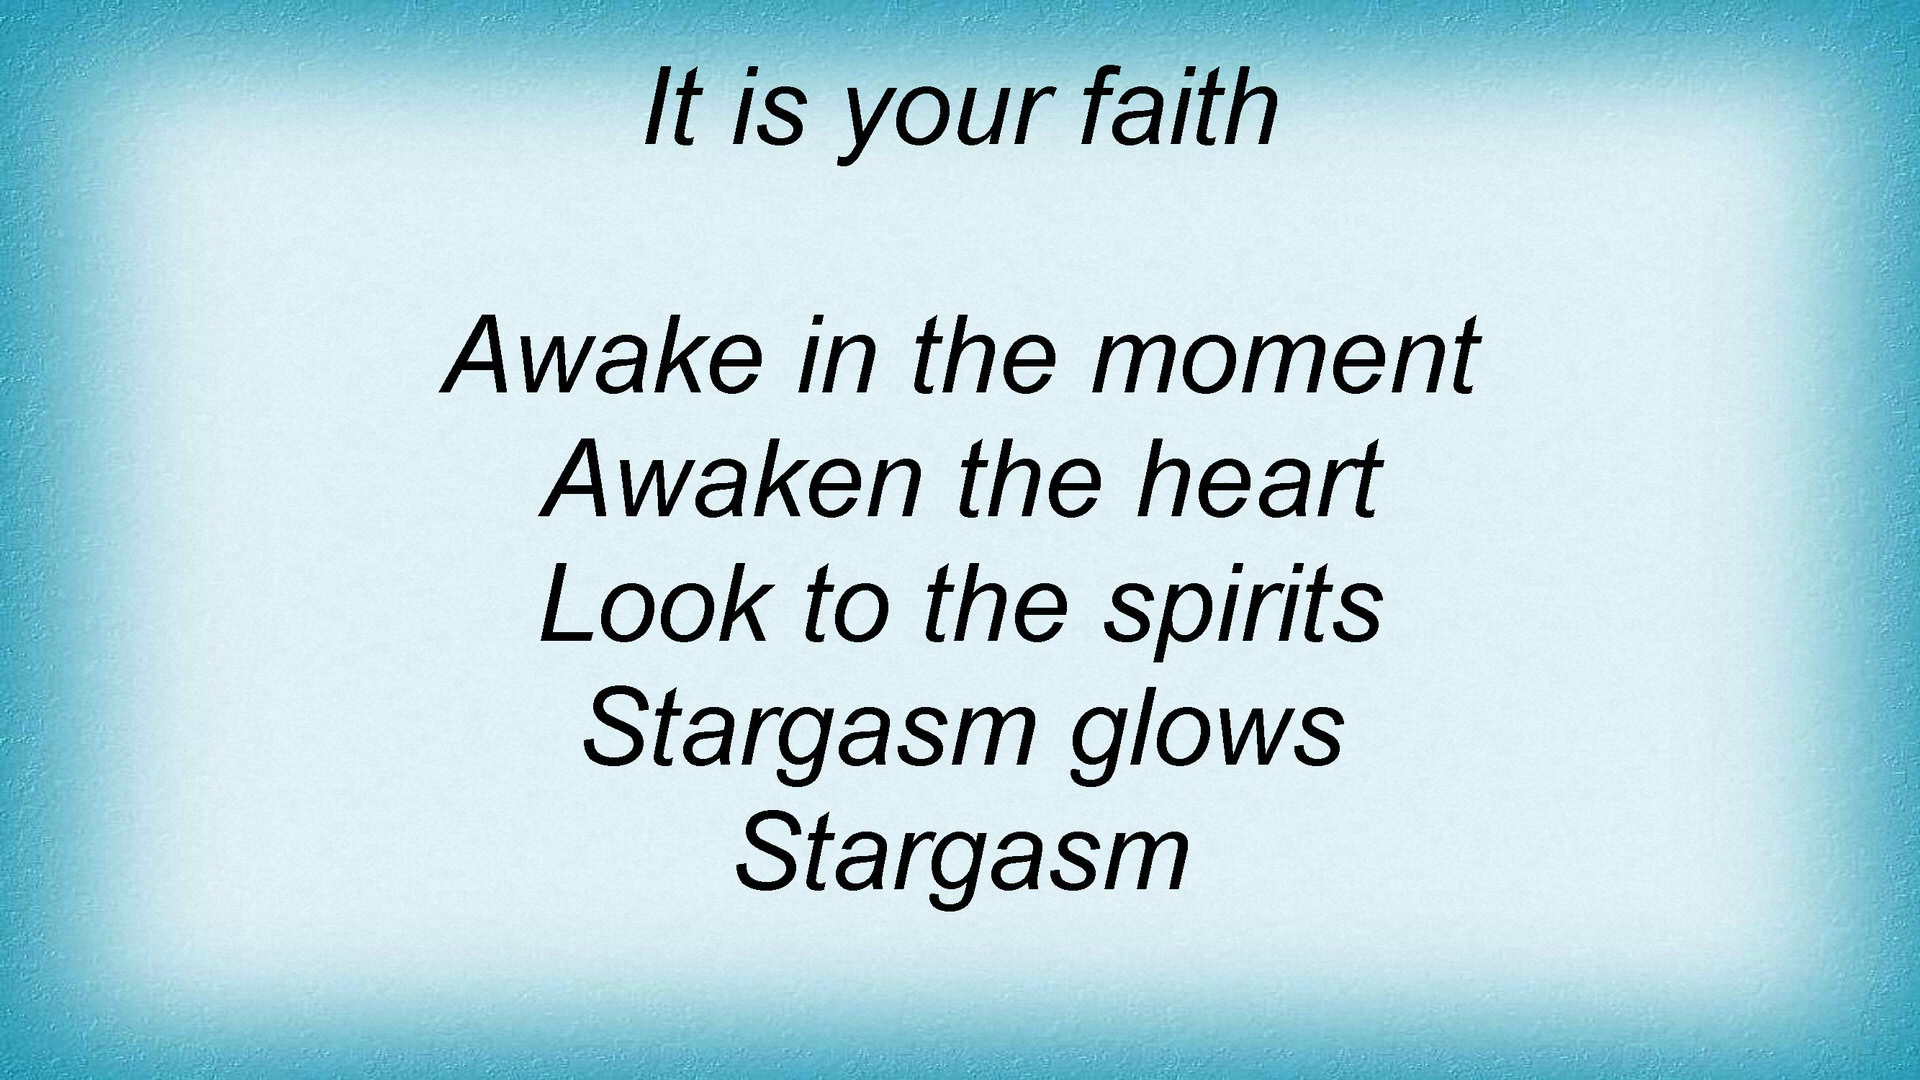 It is your faith
Awake in the moment
Awaken the heart
Look to the spirits
Stargasm glows
Stargasm